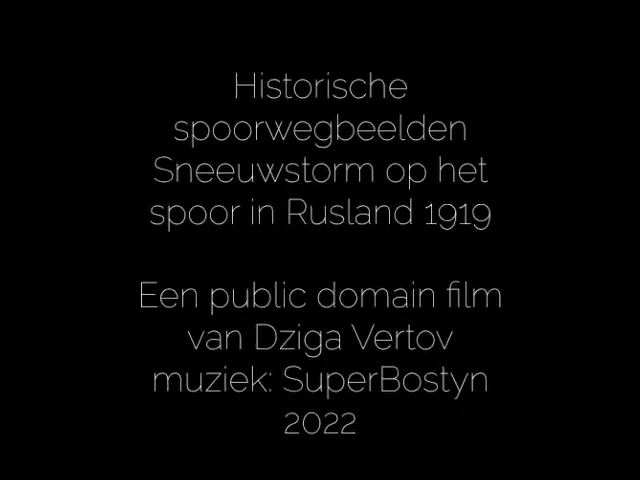 Historische
spoorwegbeelden
Sneeuwstorm op het
spoor in Rusland 1919
Een public domain film
van Dziga Vertov
muziek: SuperBostyn
2022